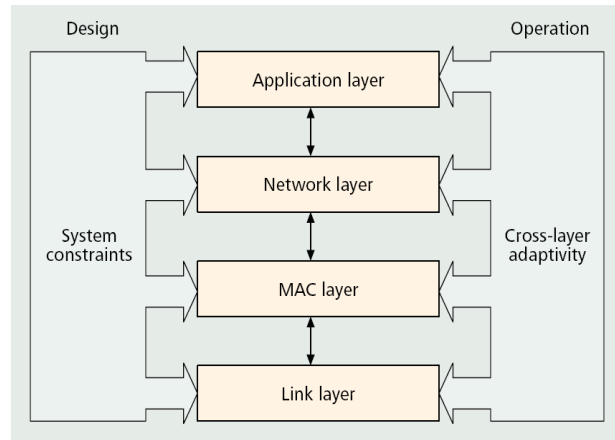 Design
Operation
Application layer
Network layer
System
constraints
Cross-layer
adaptivity
MAC layer
Link layer